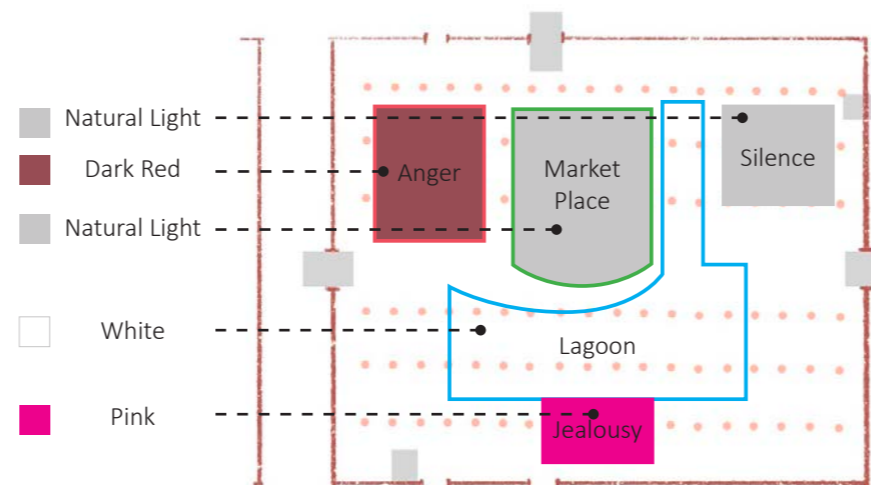 Natural Light
Dark Red
Natural Light
White
Pink
Anger
Market
Place
Silence
Lagoon
Jealousy